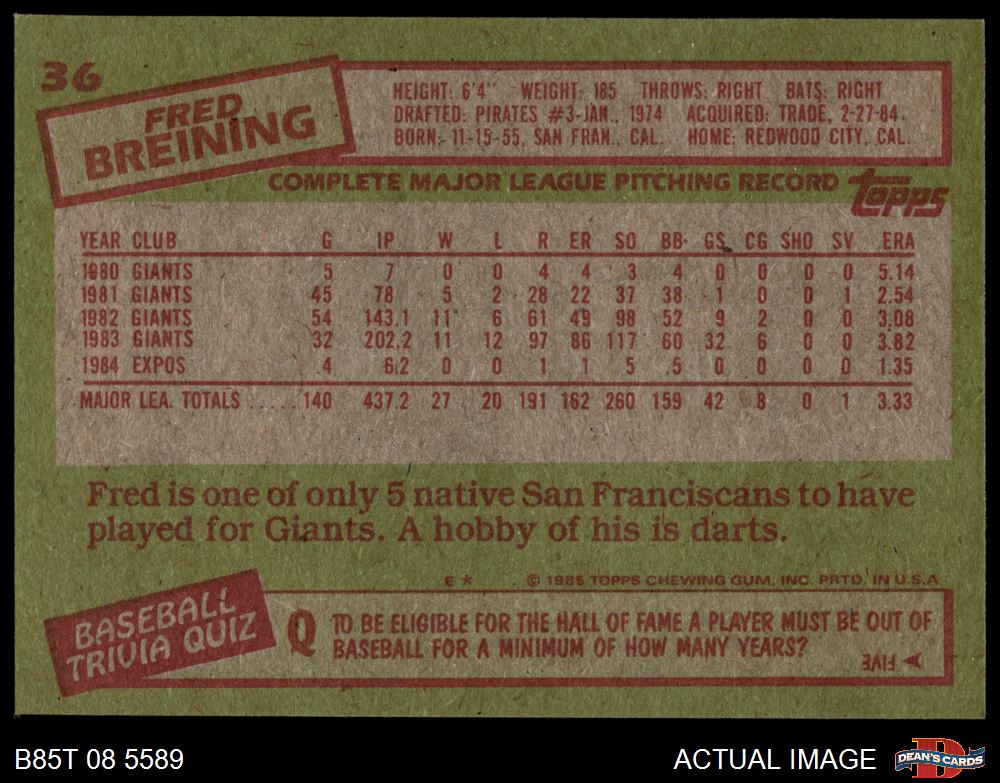 36
FRED
BREINING
HEIGHT: 6'4" WEIGHT: 185 THROWS: RIGHT BATS: RIGHT
DRAFTED: PIRATES #3-JAN., 1974 ACQUIRED: TRADE, 2-27-84.
BORN: 11-15-55, SAN FRAN., CAL. HOME: REDWOOD CITY, CAL.
COMPLETE MAJOR LEAGUE PITCHING RECORD topps
YEAR CLUB G IP W L R ER SO BB GS CG SHO SV ERA
1980 GIANTS 5 7 0 0 4 4 3 4 0 0 0 0 5.14
1981 GIANTS 45 78 5 2 28 22 37 38 1 0 0 1 2.54
1982 GIANTS 54 143.1 11 6 61 49 98 52 9 2 0 0 3.08
1983 GIANTS 32 202.2 11 12 97 86 117 60 32 6 0 0 3.82
1984 EXPOS 4 6.2 0 0 1 1 5 5 0 0 0 0 1.35
MAJOR LEA. TOTALS ..... 140 437.2 27 20 191 162 260 159 42 8 0 1 3.33
Fred is one of only 5 native San Franciscans to have
played for Giants. A hobby of his is darts.
E * © 1985 TOPPS CHEWING GUM, INC. PRTD. IN U.S.A
BASEBALL
TRIVIA QUIZ
Q TO BE ELIGIBLE FOR THE HALL OF FAME A PLAYER MUST BE OUT OF
BASEBALL FOR A MINIMUM OF HOW MANY YEARS?
A FIVE
B85T 08 5589 ACTUAL IMAGE DEAN'S CARDS